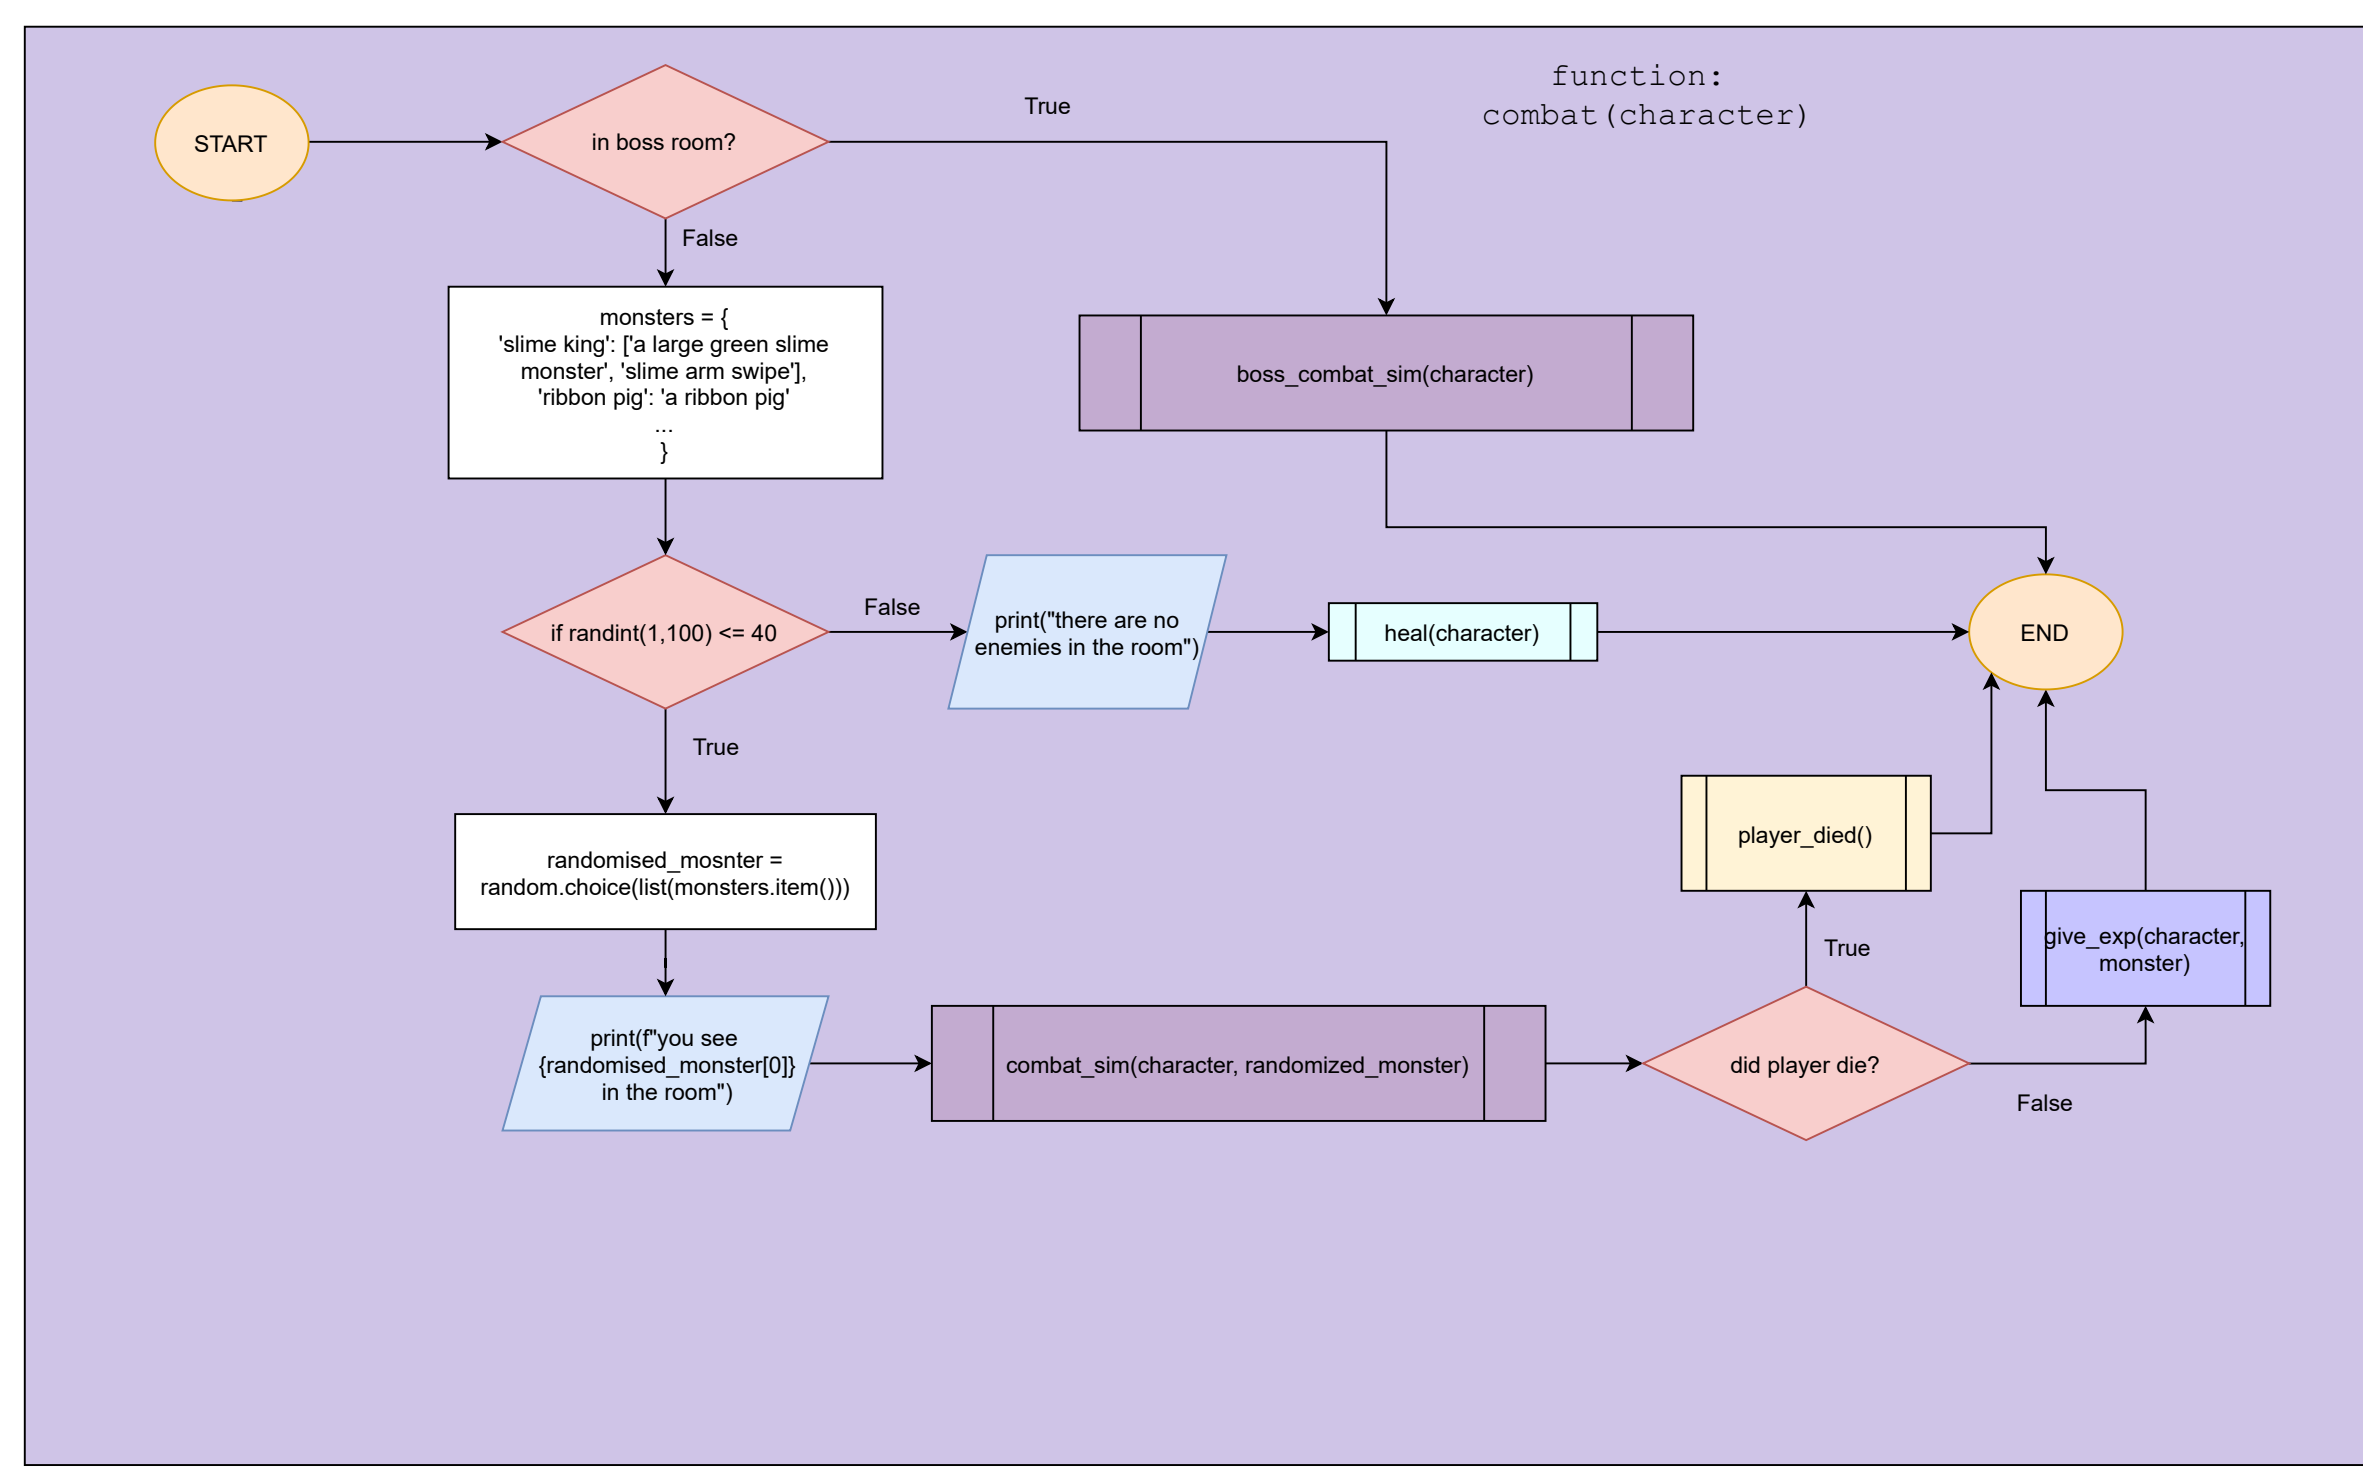 function:
combat(character)
START
in boss room?
True
False
monsters = {
'slime king': ['a large green slime
monster', 'slime arm swipe'],
'ribbon pig': 'a ribbon pig'
...
}
boss_combat_sim(character)
if randint(1,100) <= 40
False
print("there are no
enemies in the room")
heal(character)
END
True
randomised_mosnter =
random.choice(list(monsters.item()))
player_died()
give_exp(character,
monster)
True
print(f"you see
{randomised_monster[0]}
in the room")
combat_sim(character, randomized_monster)
did player die?
False